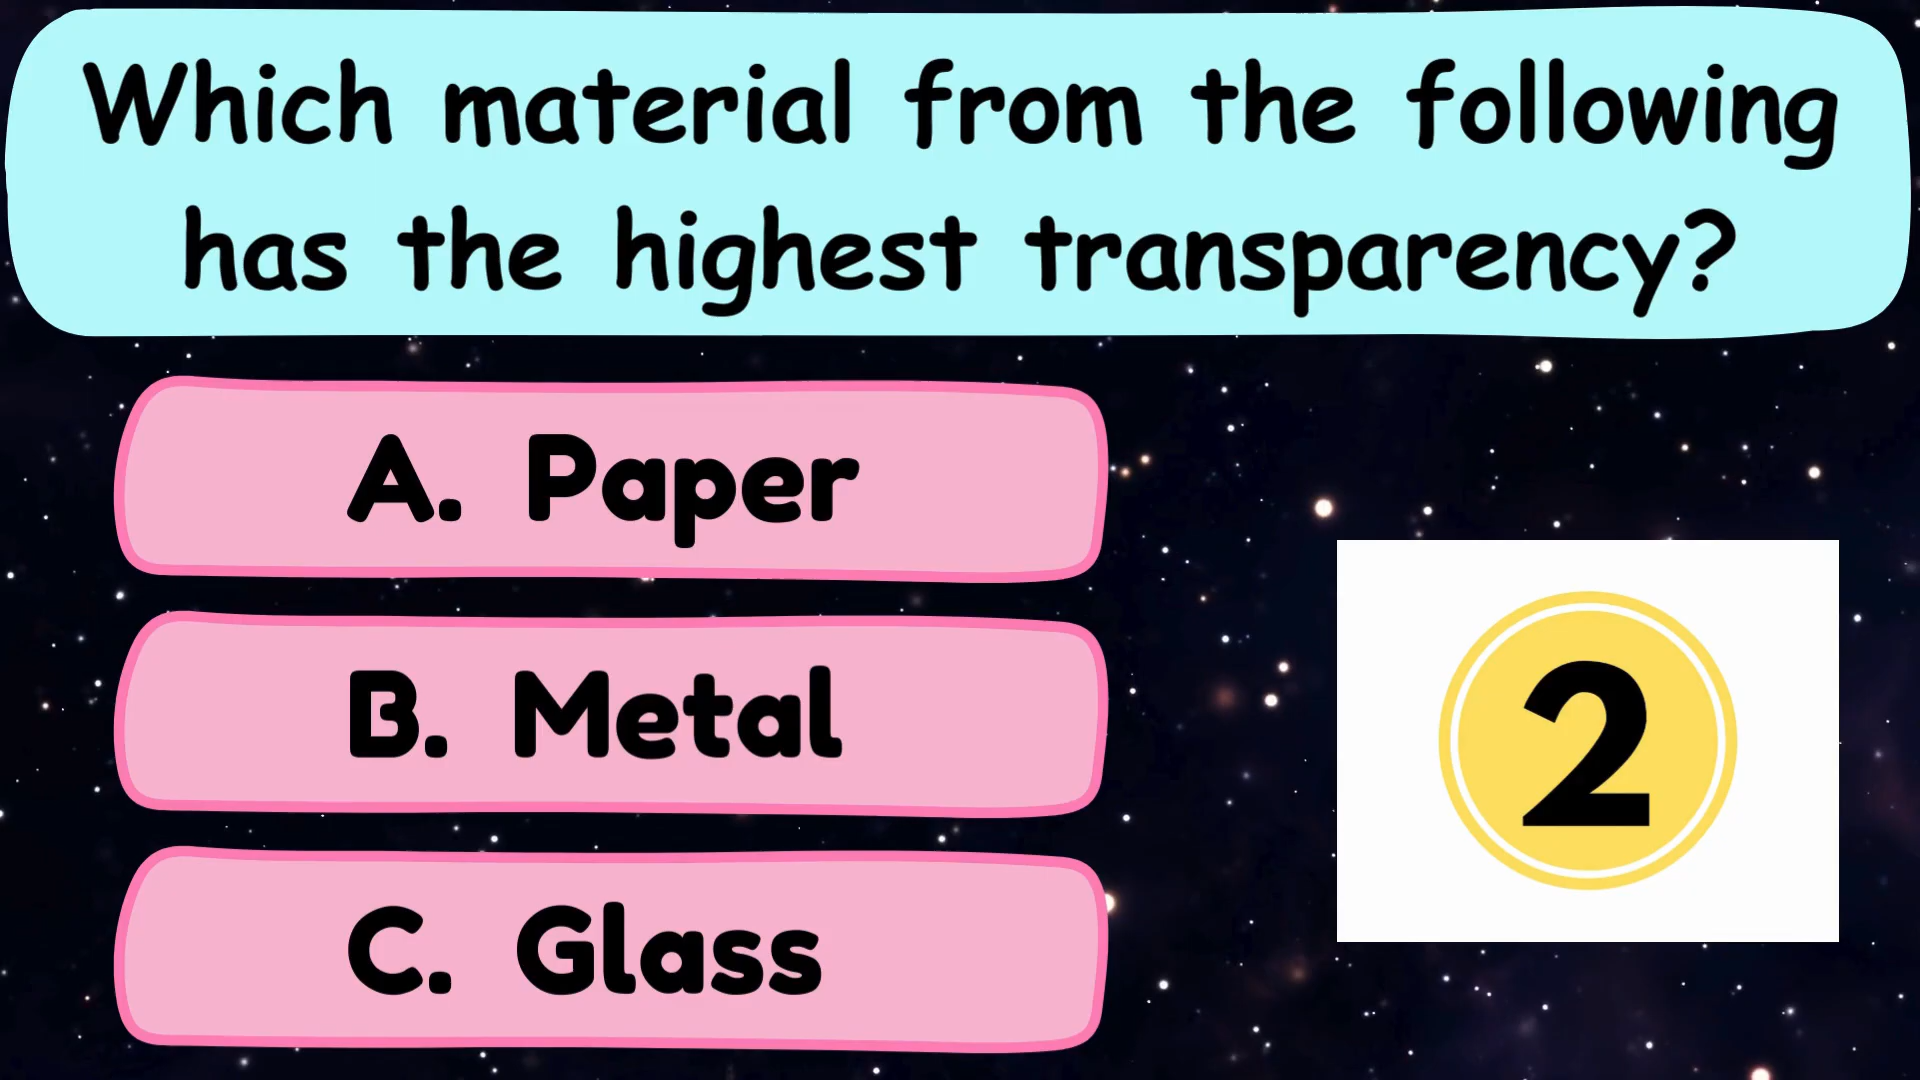 Which material from the following
has the highest transparency?
A. Paper
B. Metal
C. Glass
2